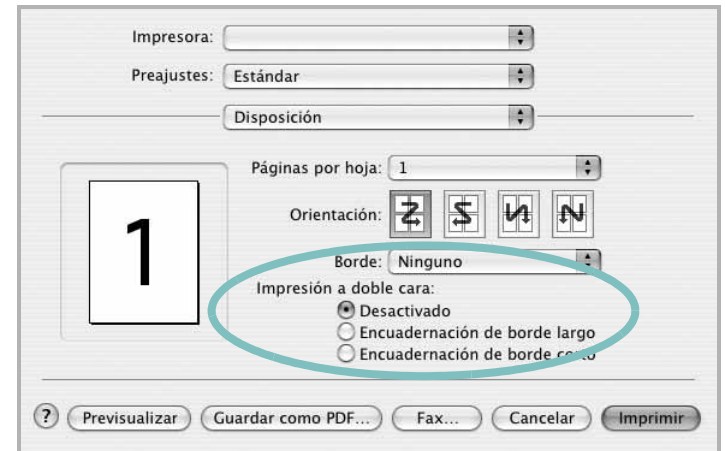 Impresora:
Preajustes: Estándar
Disposición
Páginas por hoja: 1
1
Orientación:
Borde: Ninguno
Impresión a doble cara:
Desactivado
Encuadernación de borde largo
Encuadernación de borde corto
? Previsualizar Guardar como PDF... Fax... Cancelar Imprimir